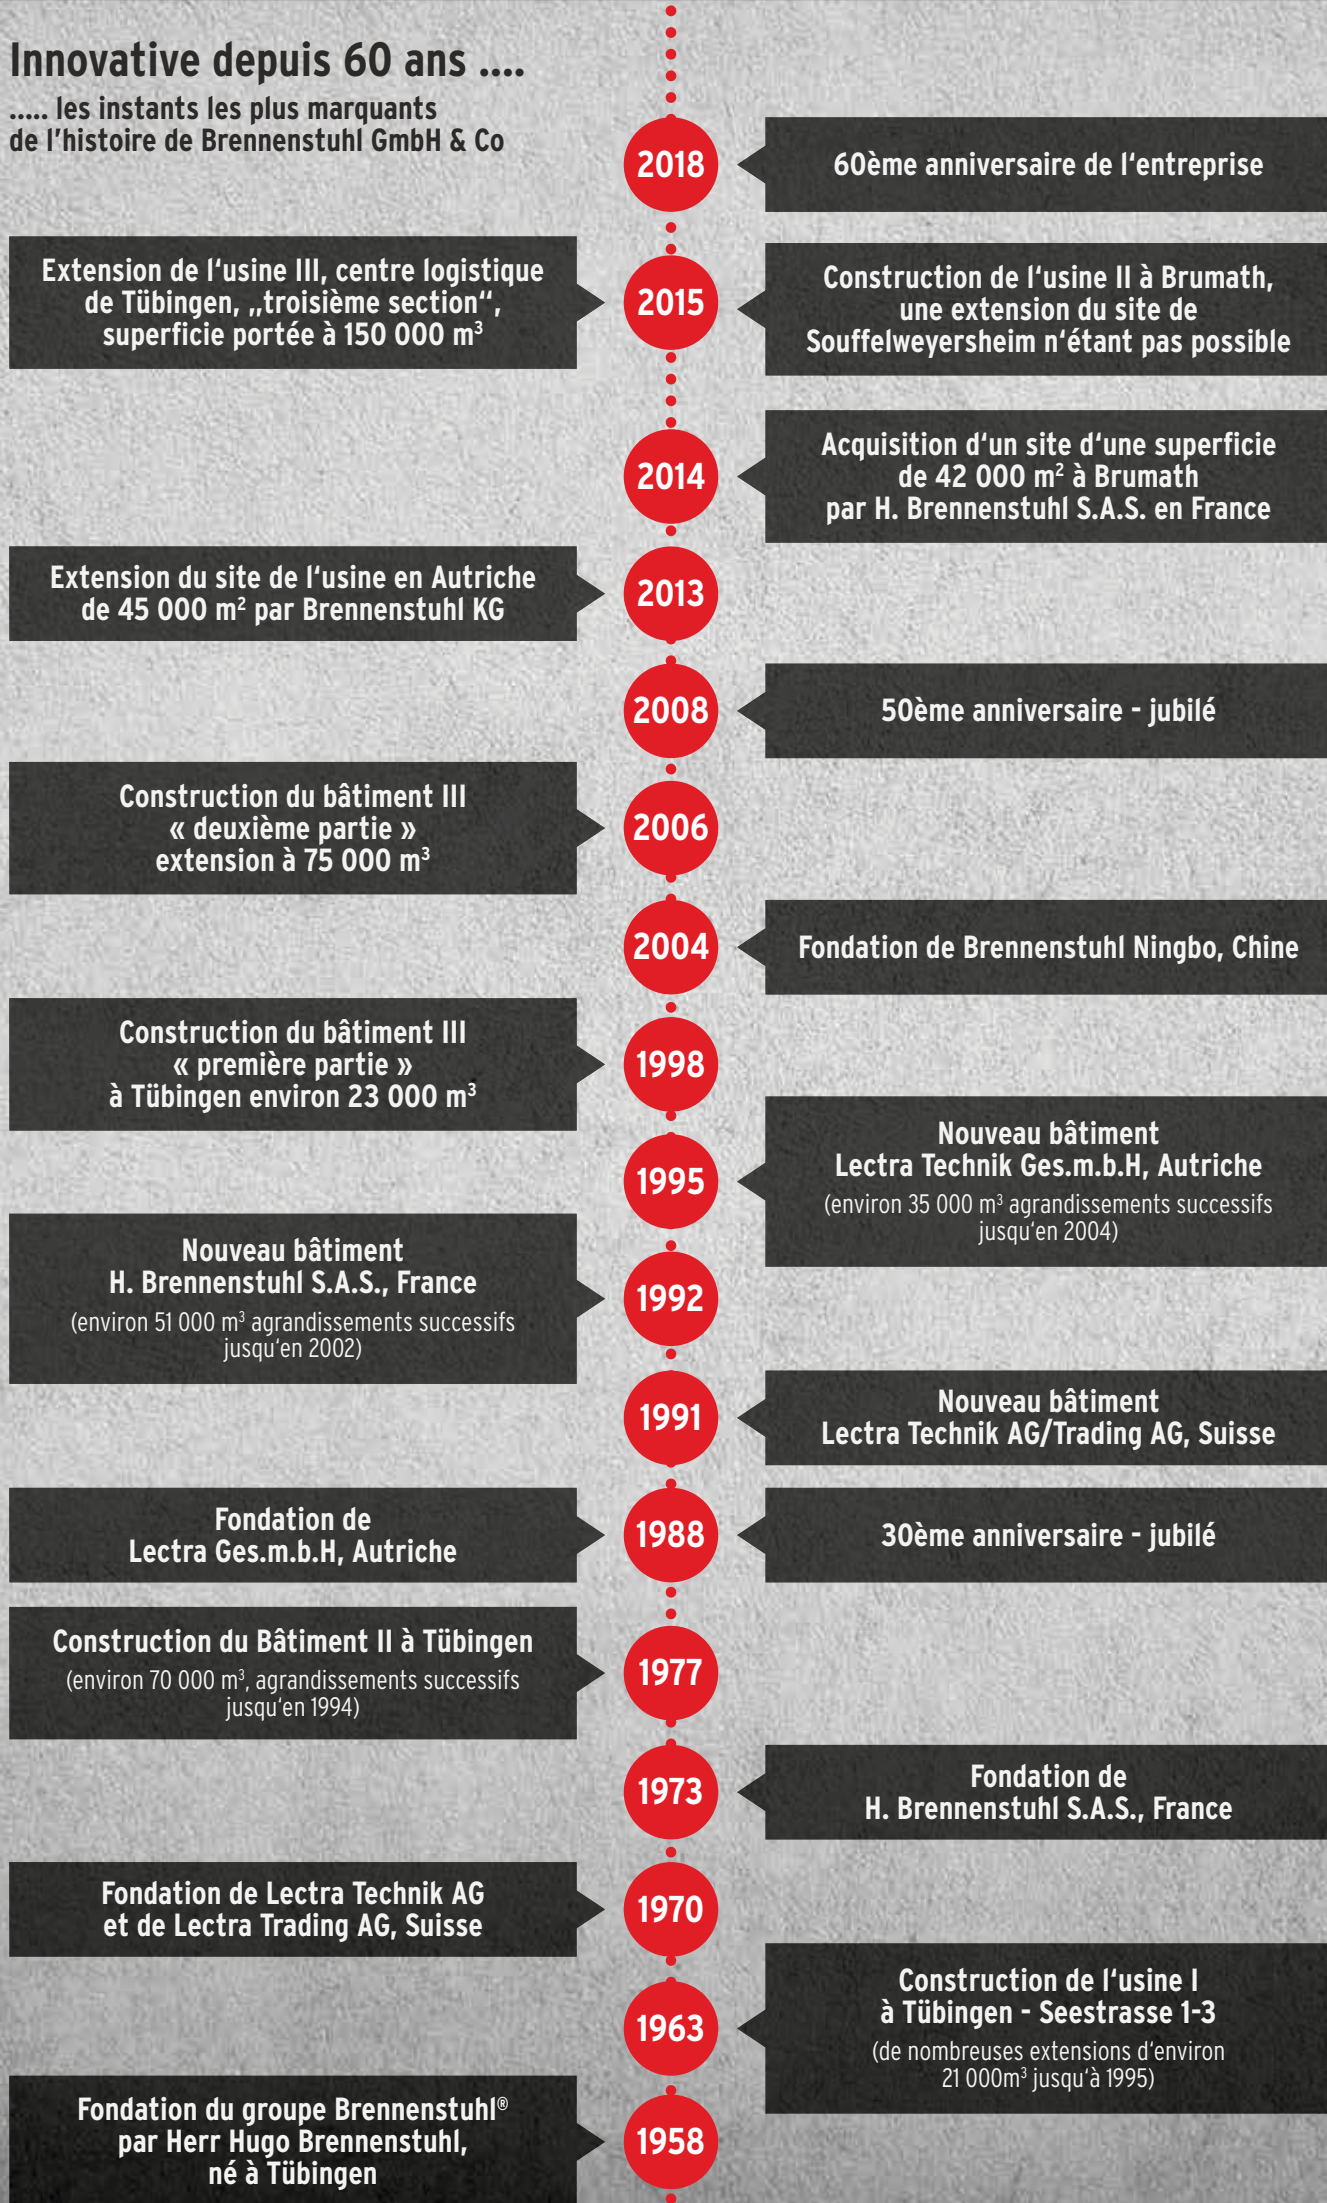 Innovative depuis 60 ans ....
..... les instants les plus marquants
de l'histoire de Brennenstuhl GmbH & Co
2018
60ème anniversaire de l‘entreprise
Extension de l‘usine III, centre logistique
de Tübingen, „troisième section“,
superficie portée à 150 000 m³
2015
Construction de l‘usine II à Brumath,
une extension du site de
Souffelweyersheim n‘étant pas possible
2014
Acquisition d‘un site d‘une superficie
de 42 000 m² à Brumath
par H. Brennenstuhl S.A.S. en France
Extension du site de l‘usine en Autriche
de 45 000 m² par Brennenstuhl KG
2013
2008
50ème anniversaire - jubilé
Construction du bâtiment III
« deuxième partie »
extension à 75 000 m³
2006
2004
Fondation de Brennenstuhl Ningbo, Chine
Construction du bâtiment III
« première partie »
à Tübingen environ 23 000 m³
1998
1995
Nouveau bâtiment
Lectra Technik Ges.m.b.H, Autriche
(environ 35 000 m³ agrandissements successifs
jusqu‘en 2004)
Nouveau bâtiment
H. Brennenstuhl S.A.S., France
(environ 51 000 m³ agrandissements successifs
jusqu‘en 2002)
1992
1991
Nouveau bâtiment
Lectra Technik AG/Trading AG, Suisse
Fondation de
Lectra Ges.m.b.H, Autriche
1988
30ème anniversaire - jubilé
Construction du Bâtiment II à Tübingen
(environ 70 000 m³, agrandissements successifs
jusqu‘en 1994)
1977
1973
Fondation de
H. Brennenstuhl S.A.S., France
Fondation de Lectra Technik AG
et de Lectra Trading AG, Suisse
1970
1963
Construction de l‘usine I
à Tübingen - Seestrasse 1-3
(de nombreuses extensions d‘environ
21 000m³ jusqu‘à 1995)
Fondation du groupe Brennenstuhl®
par Herr Hugo Brennenstuhl,
né à Tübingen
1958